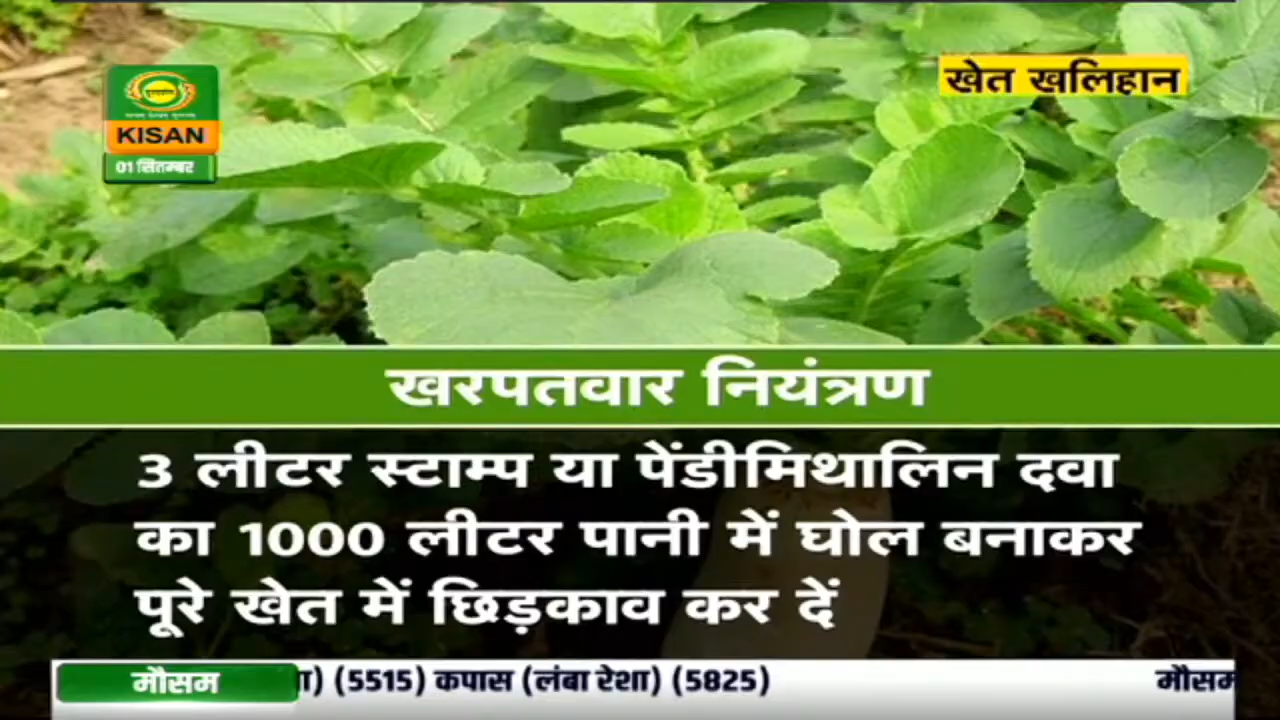 खेत खलिहान
KISAN
01 सितम्बर
खरपतवार नियंत्रण
3 लीटर स्टाम्प या पेंडीमिथालिन दवा
का 1000 लीटर पानी में घोल बनाकर
पूरे खेत में छिड़काव कर दें
मौसम (5515) कपास (लंबा रेशा) (5825) मौसम